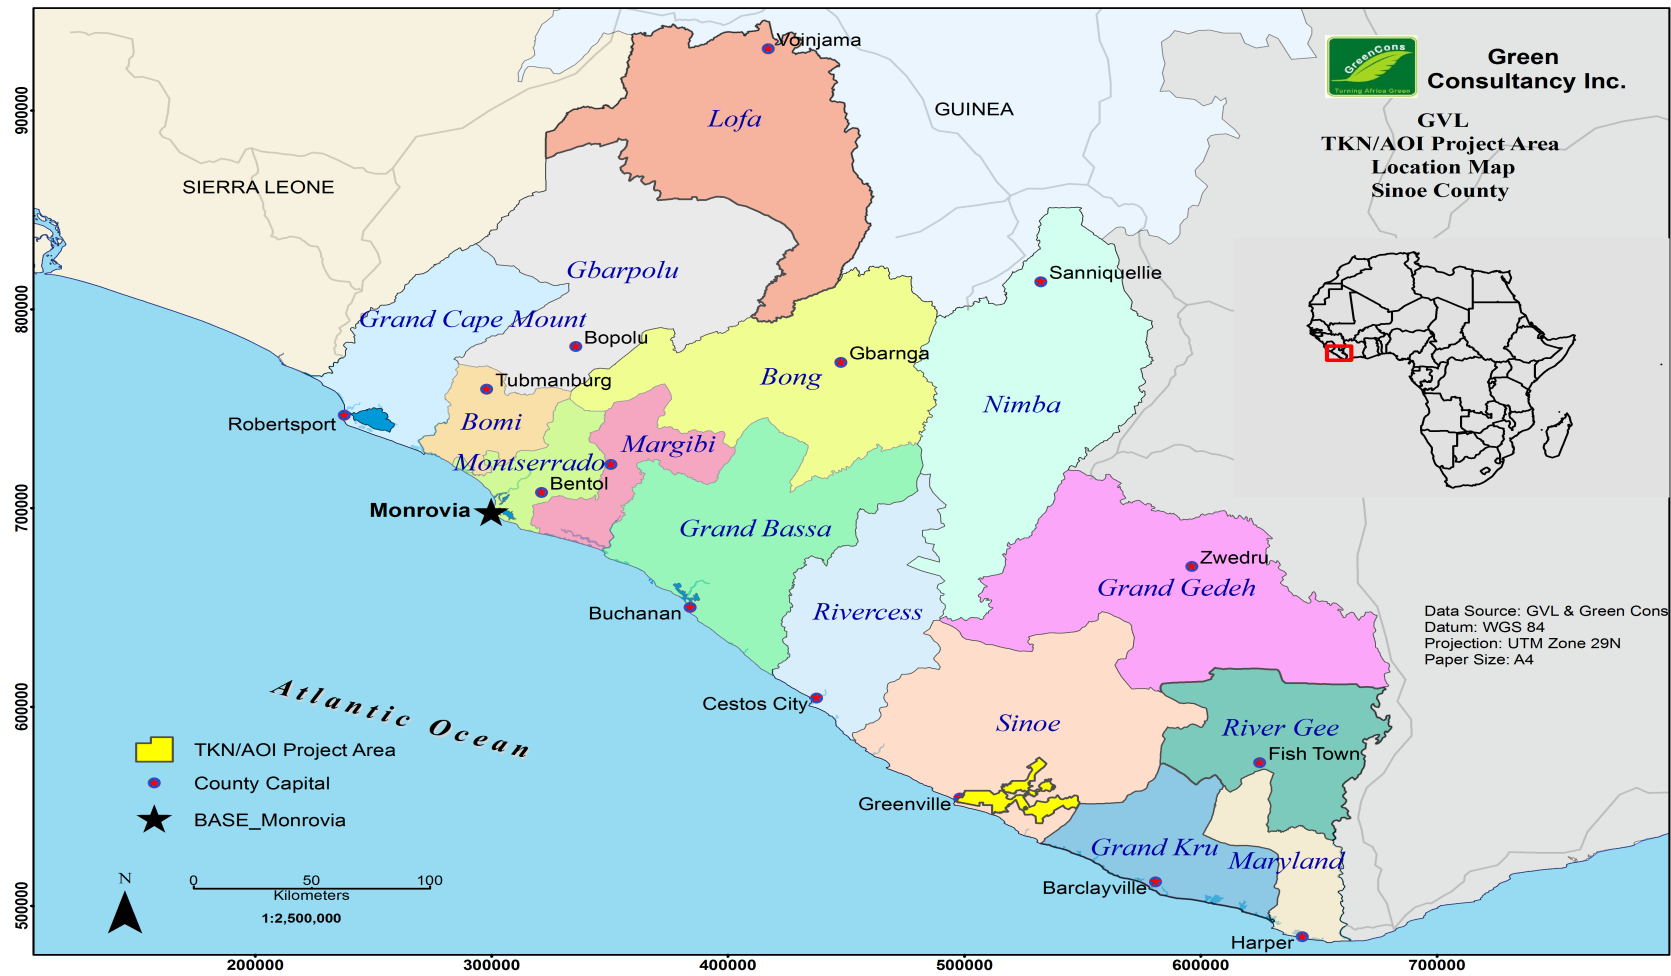 Voinjama
GreenCons
Turning Africa Green
Green
Consultancy Inc.
GUINEA
Lofa
GVL
TKN/AOI Project Area
Location Map
Sinoe County
SIERRA LEONE
Gbarpolu
Sanniquellie
Grand Cape Mount
Bopolu
Gbarnga
Tubmanburg
Bong
Nimba
Robertsport
Bomi
Margibi
Montserrado
Bentol
Monrovia
Grand Bassa
Zwedru
Grand Gedeh
Buchanan
Rivercess
Data Source: GVL & Green Cons
Datum: WGS 84
Projection: UTM Zone 29N
Paper Size: A4
Atlantic Ocean
Cestos City
Sinoe
River Gee
Fish Town
TKN/AOI Project Area
County Capital
BASE_Monrovia
Greenville
Grand Kru
Maryland
Barclayville
Harper
N
0 50 100
Kilometers
1:2,500,000
900000
800000
700000
600000
500000
200000 300000 400000 500000 600000 700000